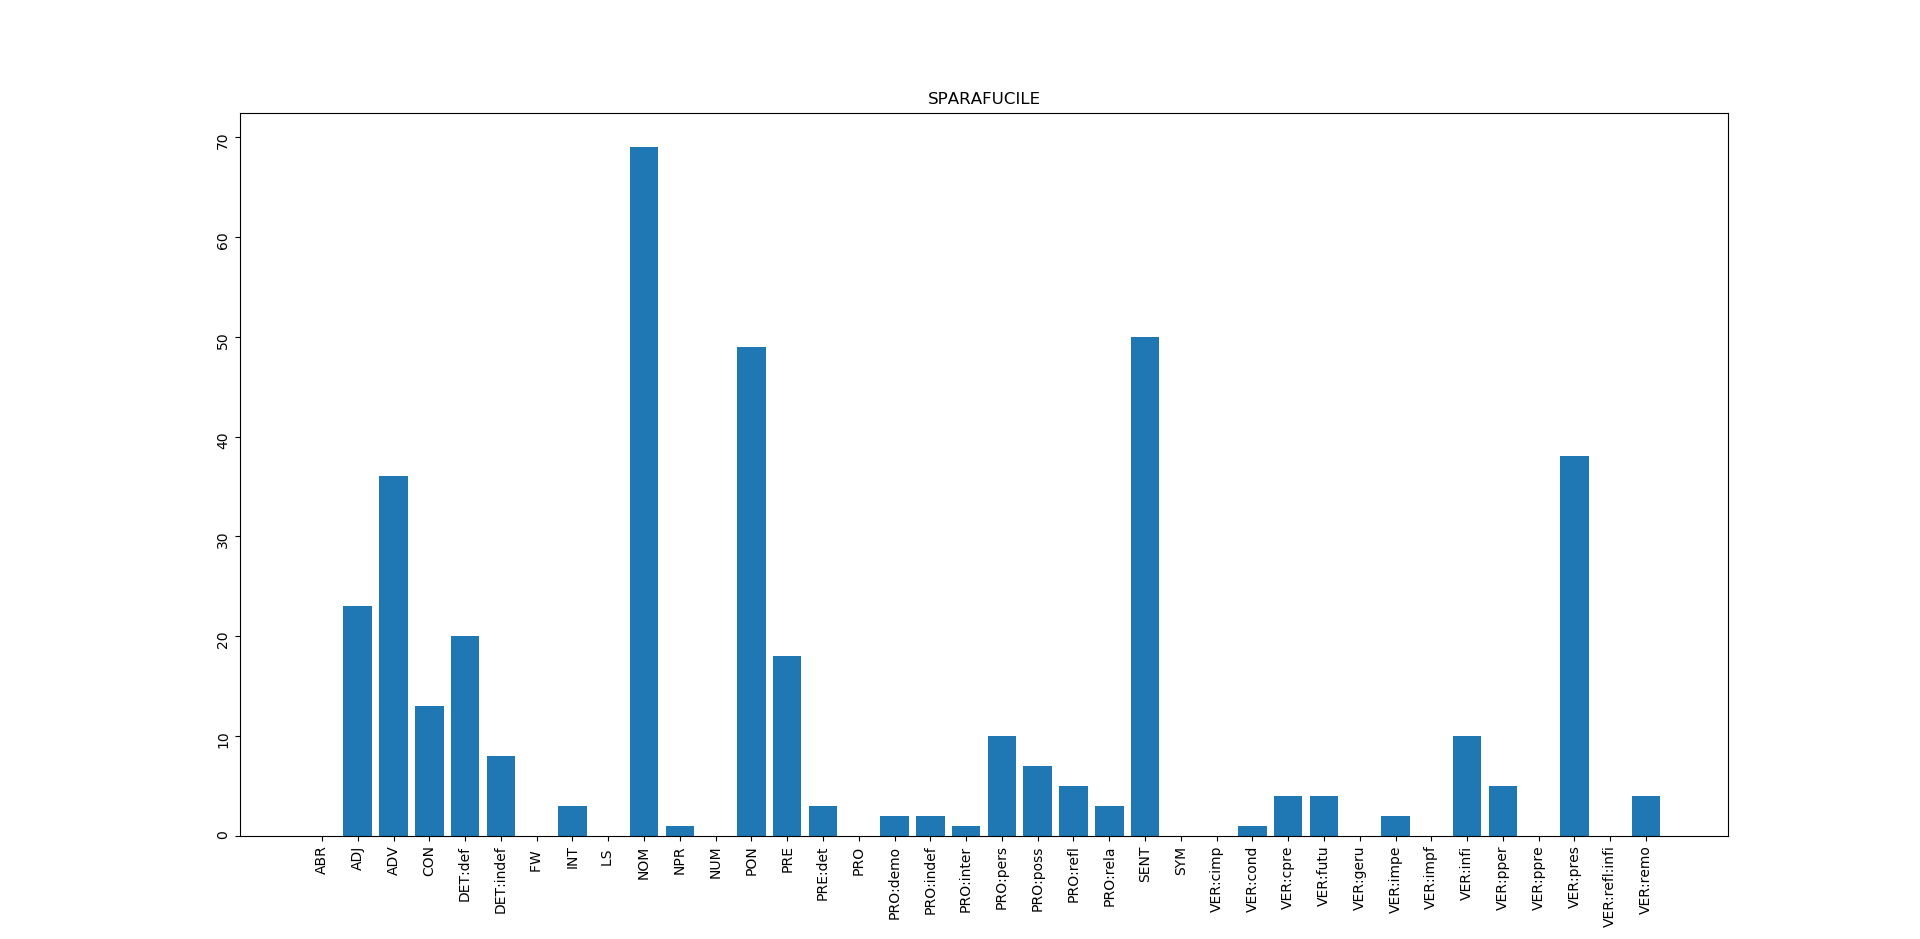 SPARAFUCILE
70
60
50
40
30
20
10
0
ABR
ADJ
ADV
CON
DET:def
DET:indef
FW
INT
LS
NOM
NPR
NUM
PON
PRE
PRE:det
PRO
PRO:demo
PRO:indef
PRO:inter
PRO:pers
PRO:poss
PRO:refl
PRO:rela
SENT
SYM
VER:cimp
VER:cond
VER:cpre
VER:futu
VER:geru
VER:impe
VER:impf
VER:infi
VER:pper
VER:ppre
VER:pres
VER:refl:infi
VER:remo